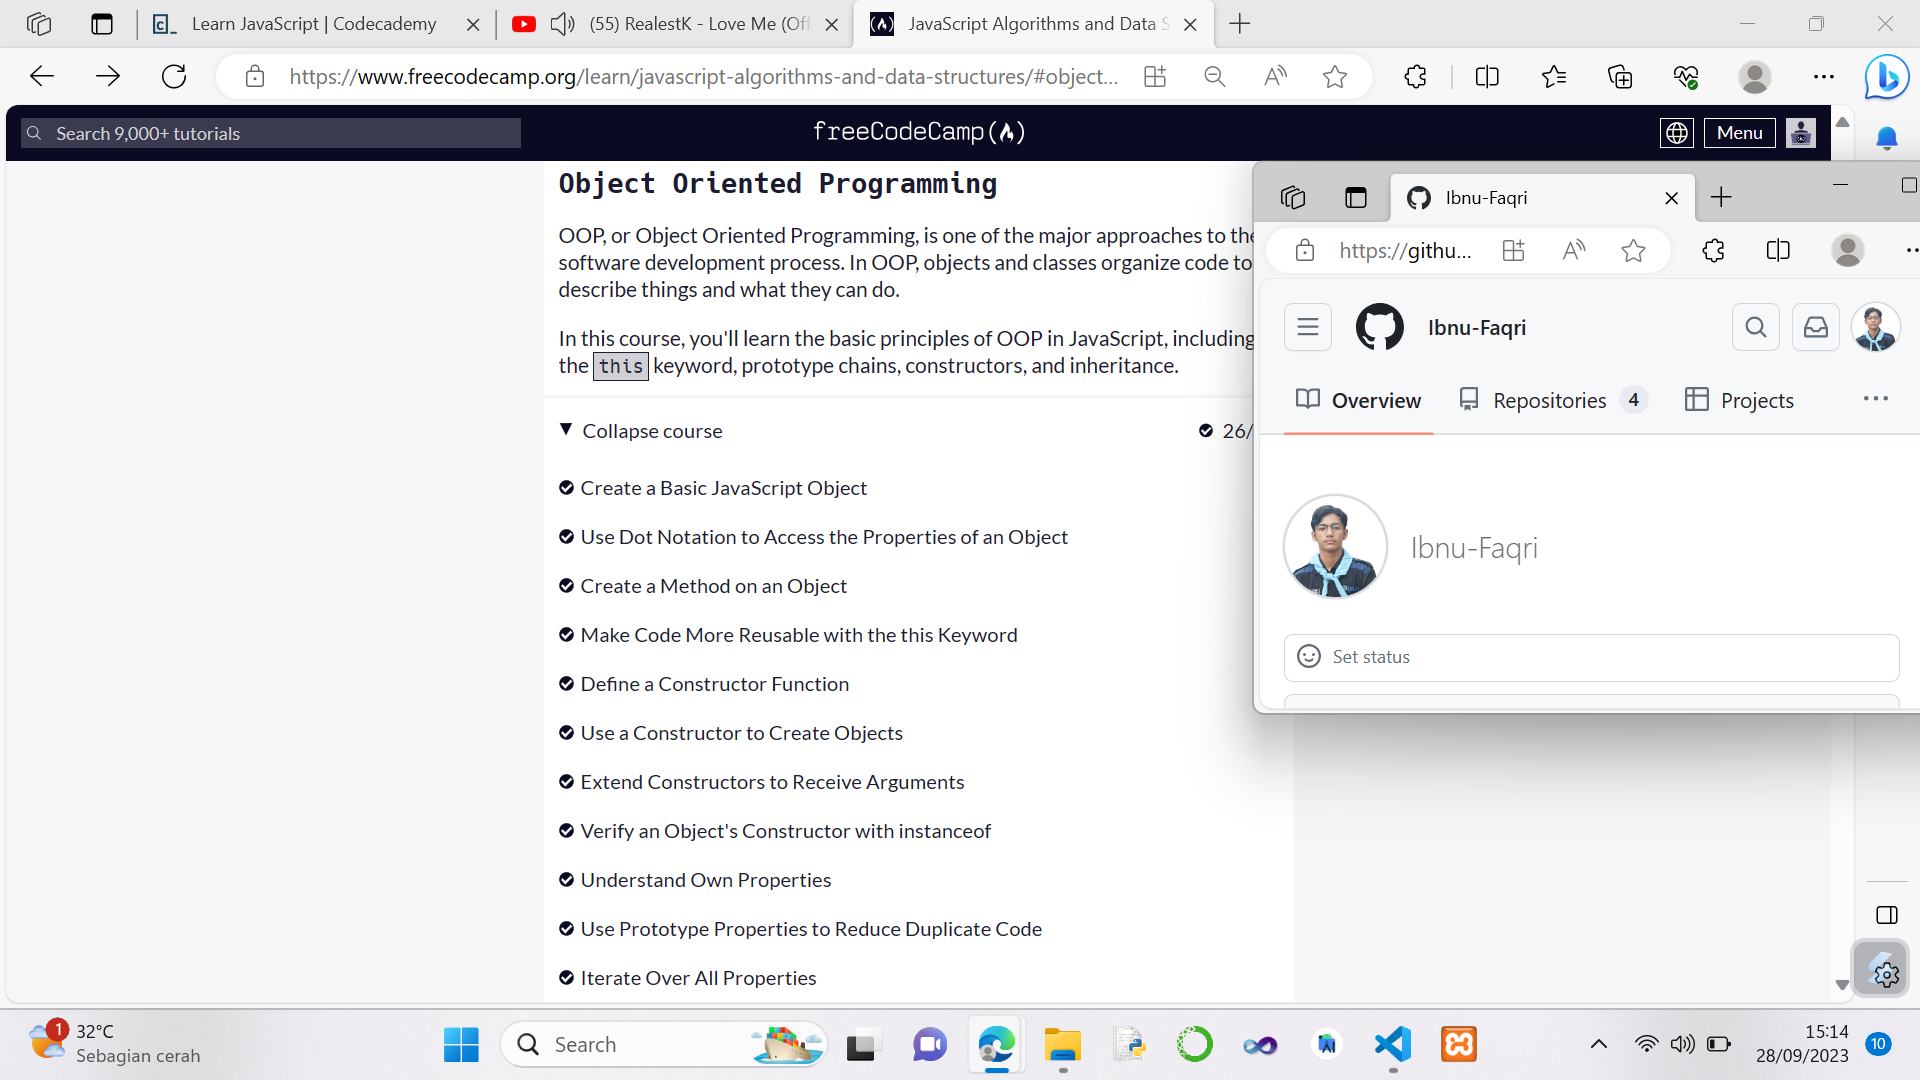 Learn JavaScript | Codecademy
(55) RealestK - Love Me (Off
JavaScript Algorithms and Data S
https://www.freecodecamp.org/learn/javascript-algorithms-and-data-structures/#object...
Search 9,000+ tutorials
freeCodeCamp
Menu
Object Oriented Programming
OOP, or Object Oriented Programming, is one of the major approaches to the
software development process. In OOP, objects and classes organize code to
describe things and what they can do.
In this course, you'll learn the basic principles of OOP in JavaScript, including
the this keyword, prototype chains, constructors, and inheritance.
Collapse course
26/
Create a Basic JavaScript Object
Use Dot Notation to Access the Properties of an Object
Create a Method on an Object
Make Code More Reusable with the this Keyword
Define a Constructor Function
Use a Constructor to Create Objects
Extend Constructors to Receive Arguments
Verify an Object's Constructor with instanceof
Understand Own Properties
Use Prototype Properties to Reduce Duplicate Code
Iterate Over All Properties
Ibnu-Faqri
https://githu...
Ibnu-Faqri
Overview
Repositories 4
Projects
Ibnu-Faqri
Set status
1
32°C
Sebagian cerah
Search
15:14
28/09/2023
10